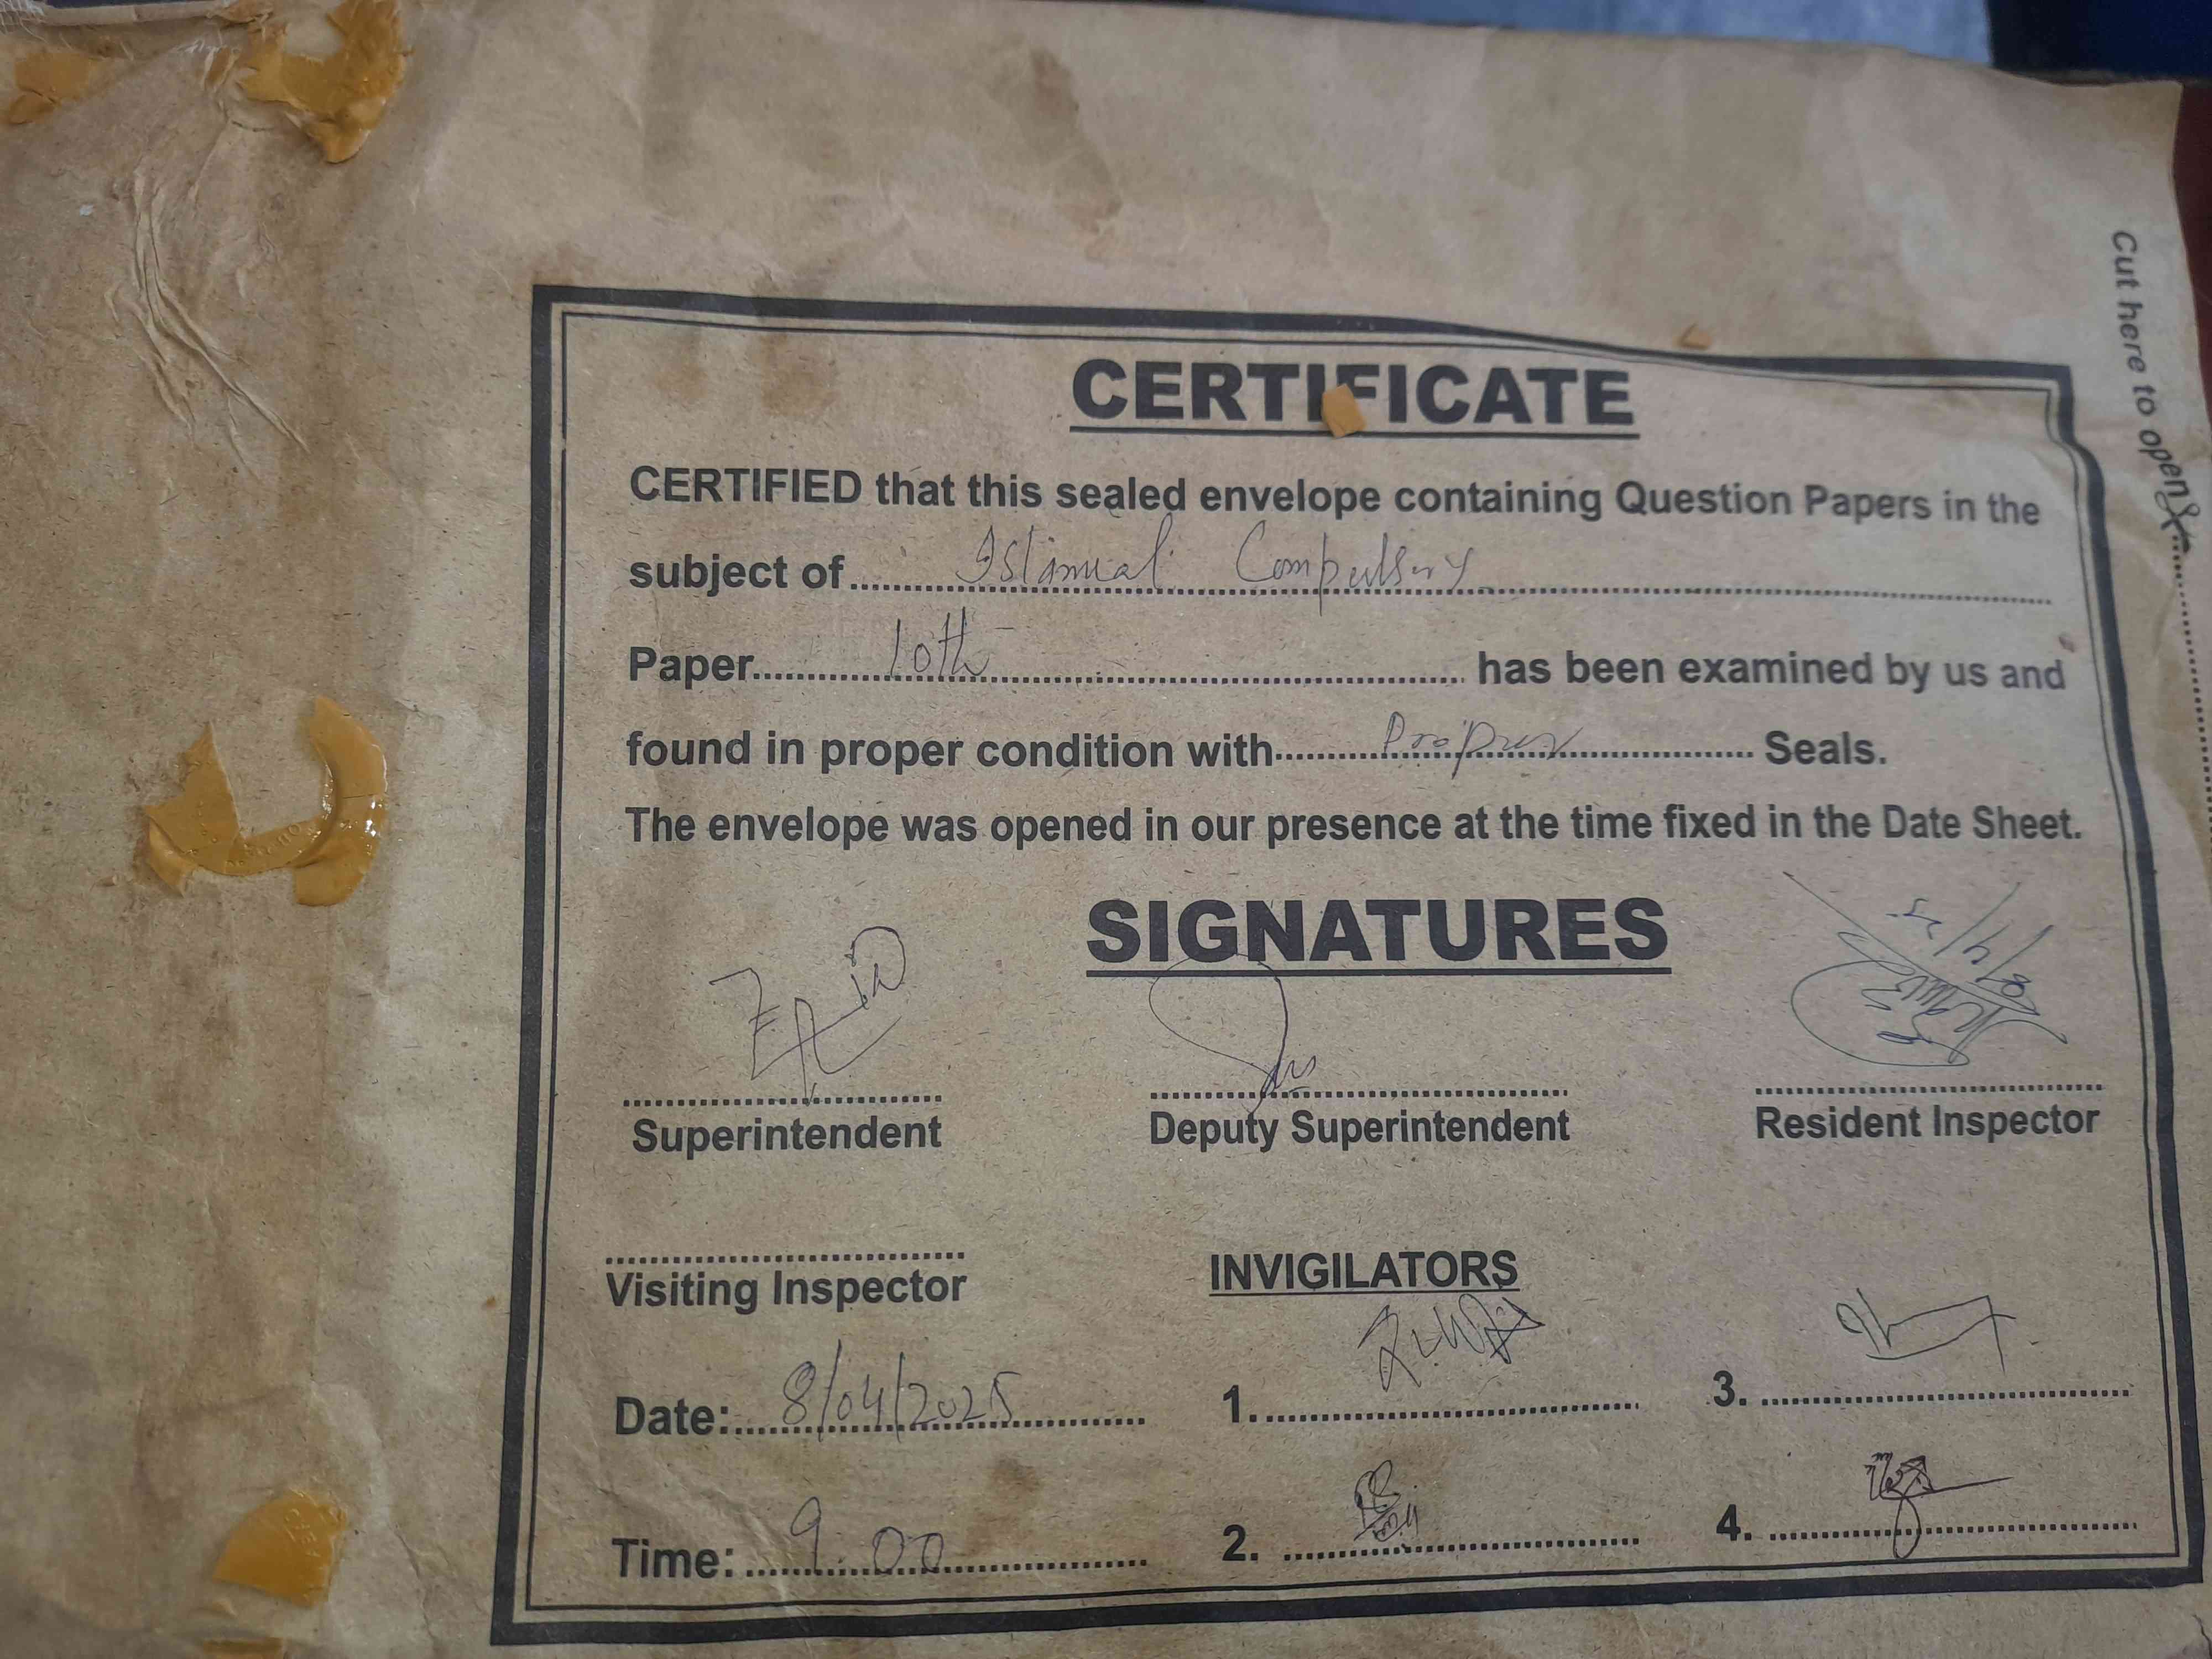 Cut here to open
CERTIFICATE
CERTIFIED that this sealed envelope containing Question Papers in the
subject of Islamiat Compulsory
Paper 10th has been examined by us and
found in proper condition with Proper Seals.
The envelope was opened in our presence at the time fixed in the Date Sheet.
SIGNATURES
Superintendent Deputy Superintendent Resident Inspector
Visiting Inspector INVIGILATORS
Date: 8/04/2025 1. 3.
Time: 9:00 2. 4.